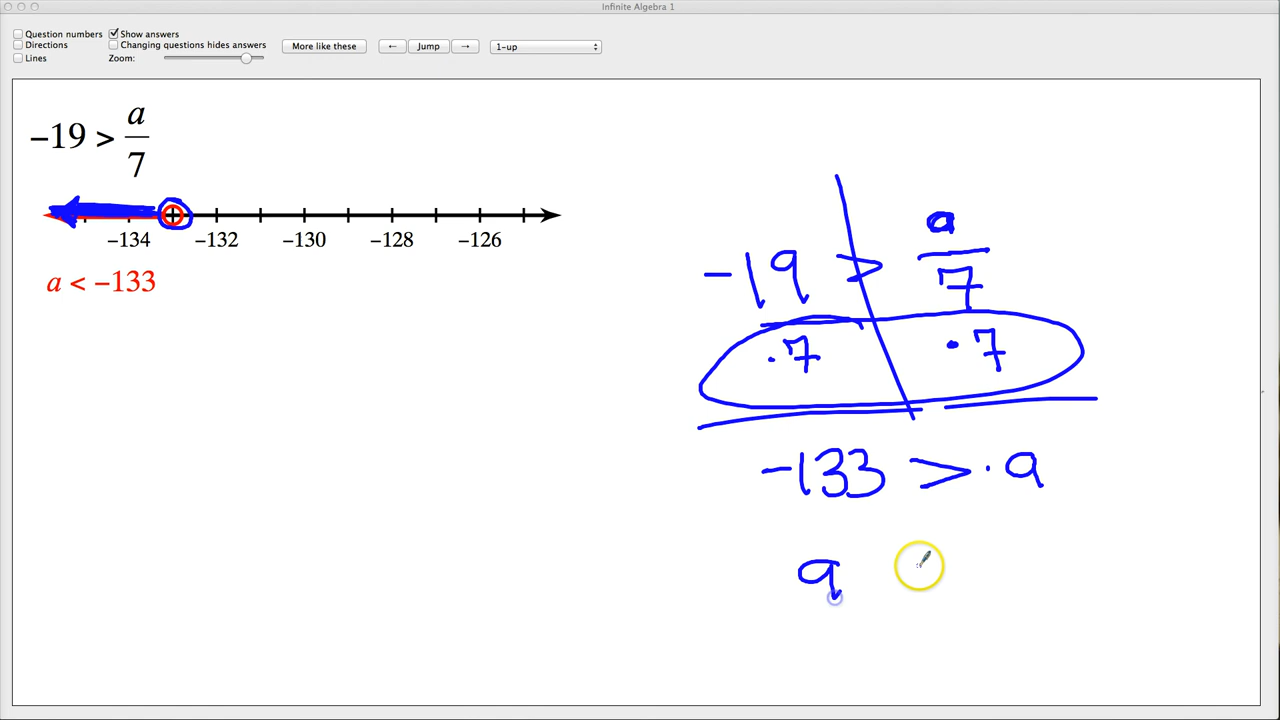 Infinite Algebra 1
Question numbers
Show answers
Directions
Changing questions hides answers
Lines
Zoom:
More like these
←
Jump
→
1-up
-19 > a/7
-134 -132 -130 -128 -126
a < -133
-19 > a/7
·7 ·7
-133 > · a
a